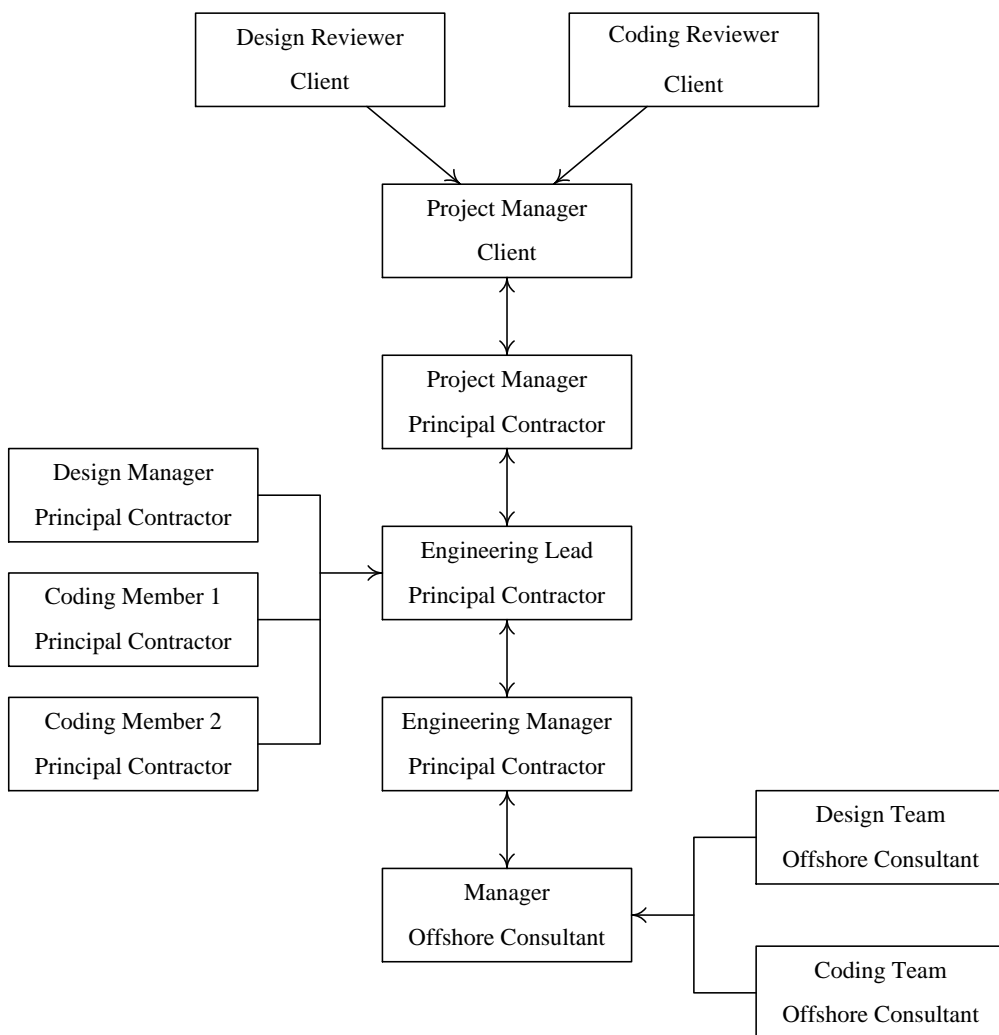 Design Reviewer
Client
Coding Reviewer
Client
Project Manager
Client
Project Manager
Principal Contractor
Design Manager
Principal Contractor
Engineering Lead
Principal Contractor
Coding Member 1
Principal Contractor
Coding Member 2
Principal Contractor
Engineering Manager
Principal Contractor
Design Team
Offshore Consultant
Manager
Offshore Consultant
Coding Team
Offshore Consultant